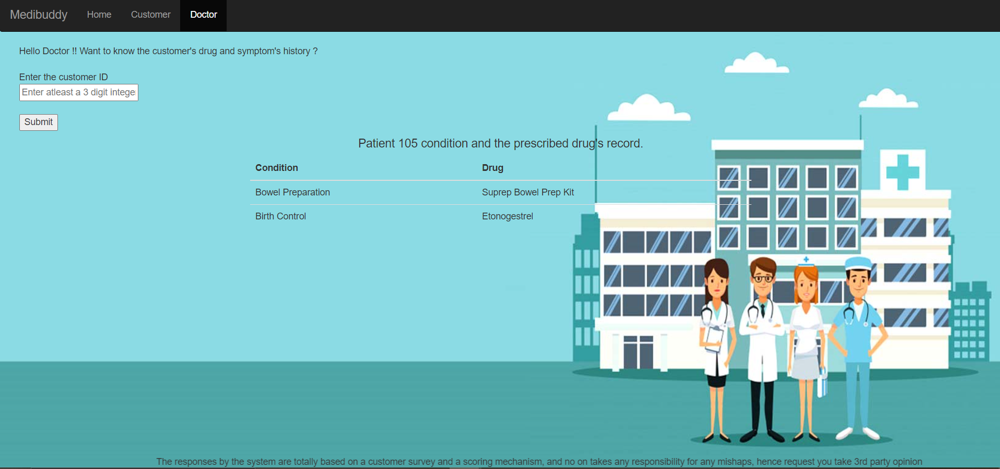 Medibuddy Home Customer Doctor
Hello Doctor !! Want to know the customer's drug and symptom's history ?
Enter the customer ID
Enter atleast a 3 digit intege
Submit
Patient 105 condition and the prescribed drug's record.
Condition Drug
Bowel Preparation Suprep Bowel Prep Kit
Birth Control Etonogestrel
The responses by the system are totally based on a customer survey and a scoring mechanism, and no on takes any responsibility for any mishaps, hence request you take 3rd party opinion